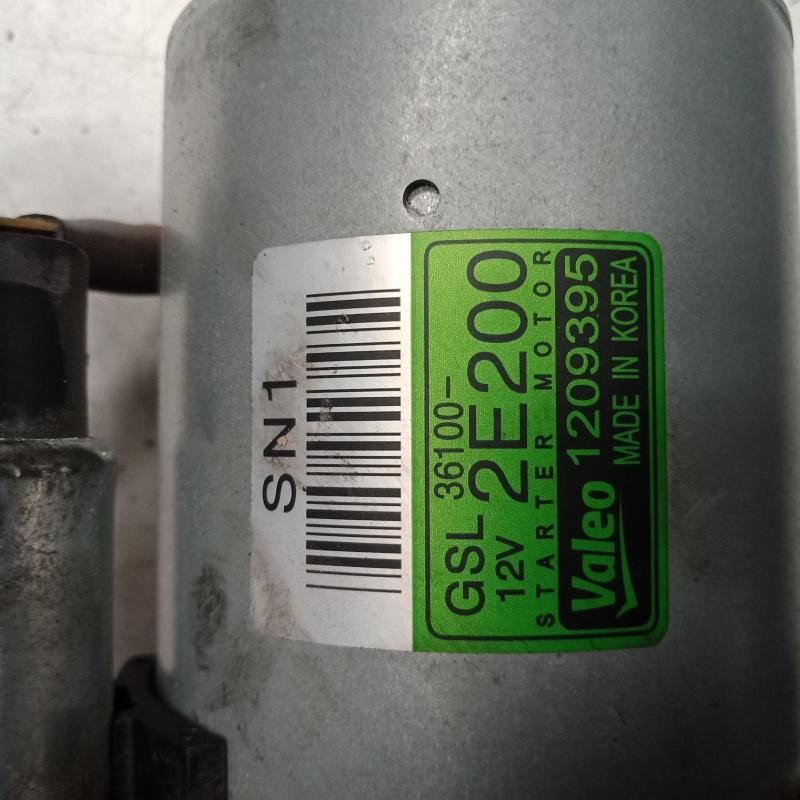 SN1
GSL 36100-
12V 2E200
STARTER MOTOR
Valeo 1209395
MADE IN KOREA